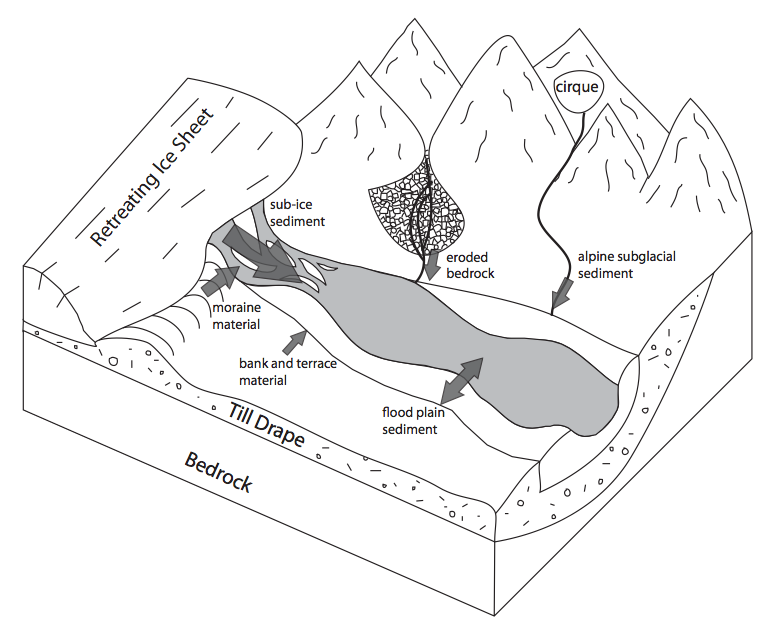 cirque
Retreating Ice Sheet
sub-ice
sediment
eroded
bedrock
alpine subglacial
sediment
moraine
material
bank and terrace
material
flood plain
sediment
Till Drape
Bedrock